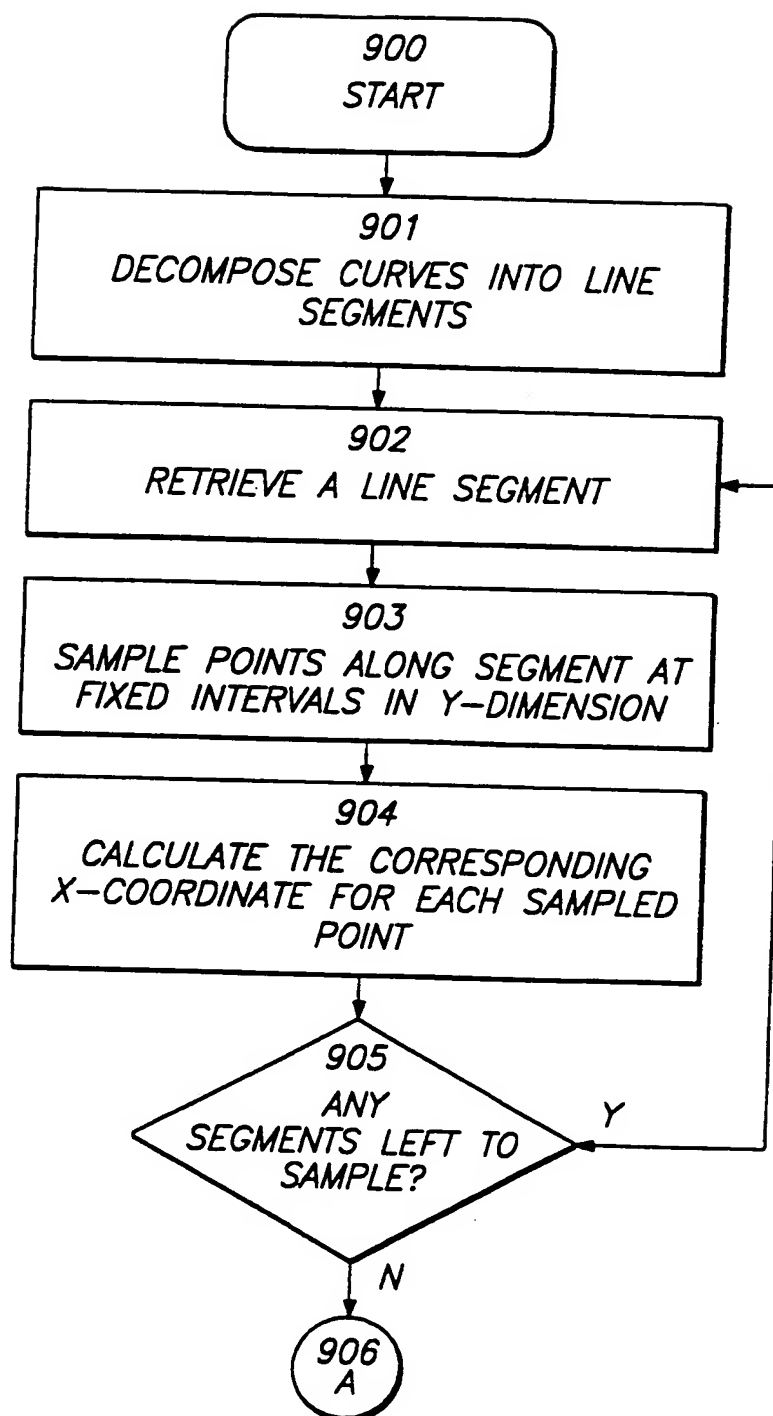 900
START
901
DECOMPOSE CURVES INTO LINE
SEGMENTS
902
RETRIEVE A LINE SEGMENT
903
SAMPLE POINTS ALONG SEGMENT AT
FIXED INTERVALS IN Y-DIMENSION
904
CALCULATE THE CORRESPONDING
X-COORDINATE FOR EACH SAMPLED
POINT
905
ANY
SEGMENTS LEFT TO
SAMPLE?
Y
N
906
A